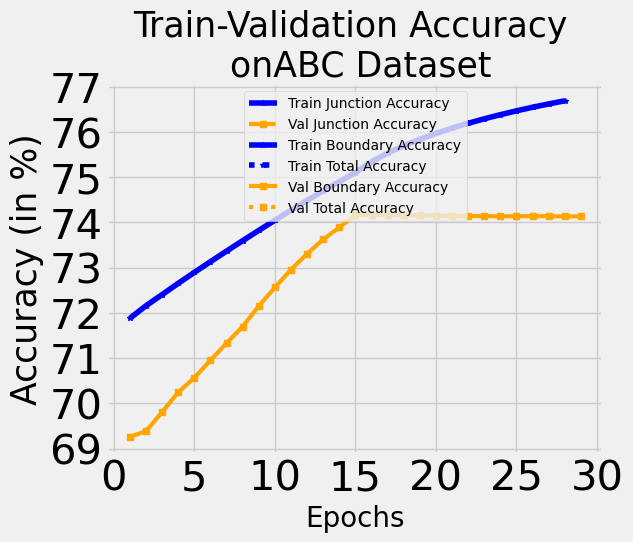 Train-Validation Accuracy
onABC Dataset
Accuracy (in %)
77
76
75
74
73
72
71
70
69
Train Junction Accuracy
Val Junction Accuracy
Train Boundary Accuracy
Train Total Accuracy
Val Boundary Accuracy
Val Total Accuracy
0 5 10 15 20 25 30
Epochs